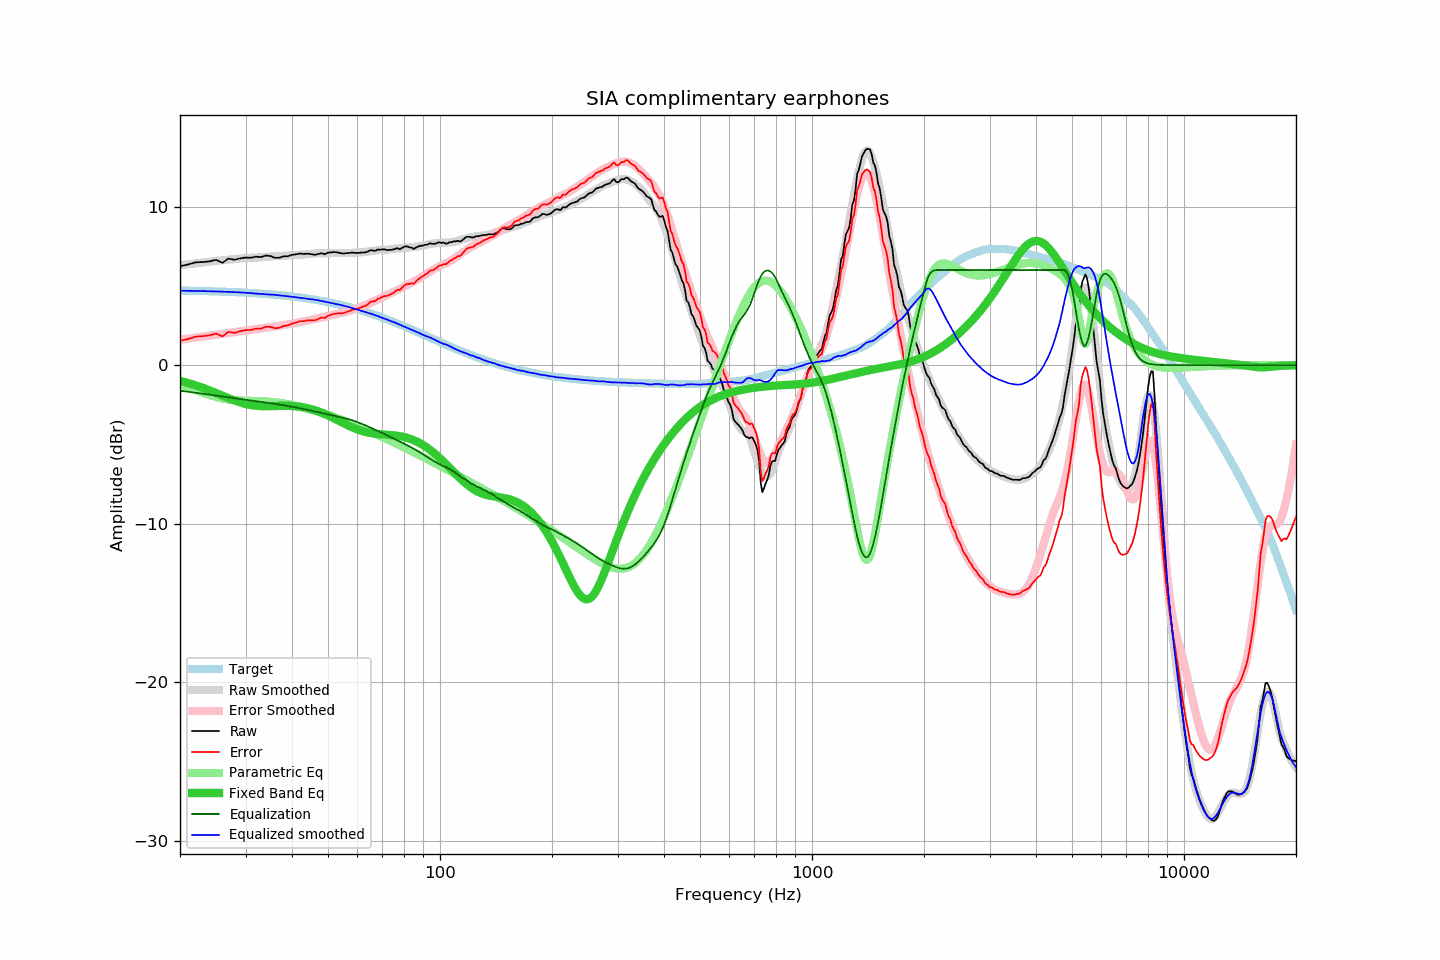 SIA complimentary earphones
Amplitude (dBr)
10
0
−10
−20
−30
Target
Raw Smoothed
Error Smoothed
Raw
Error
Parametric Eq
Fixed Band Eq
Equalization
Equalized smoothed
100
1000
10000
Frequency (Hz)